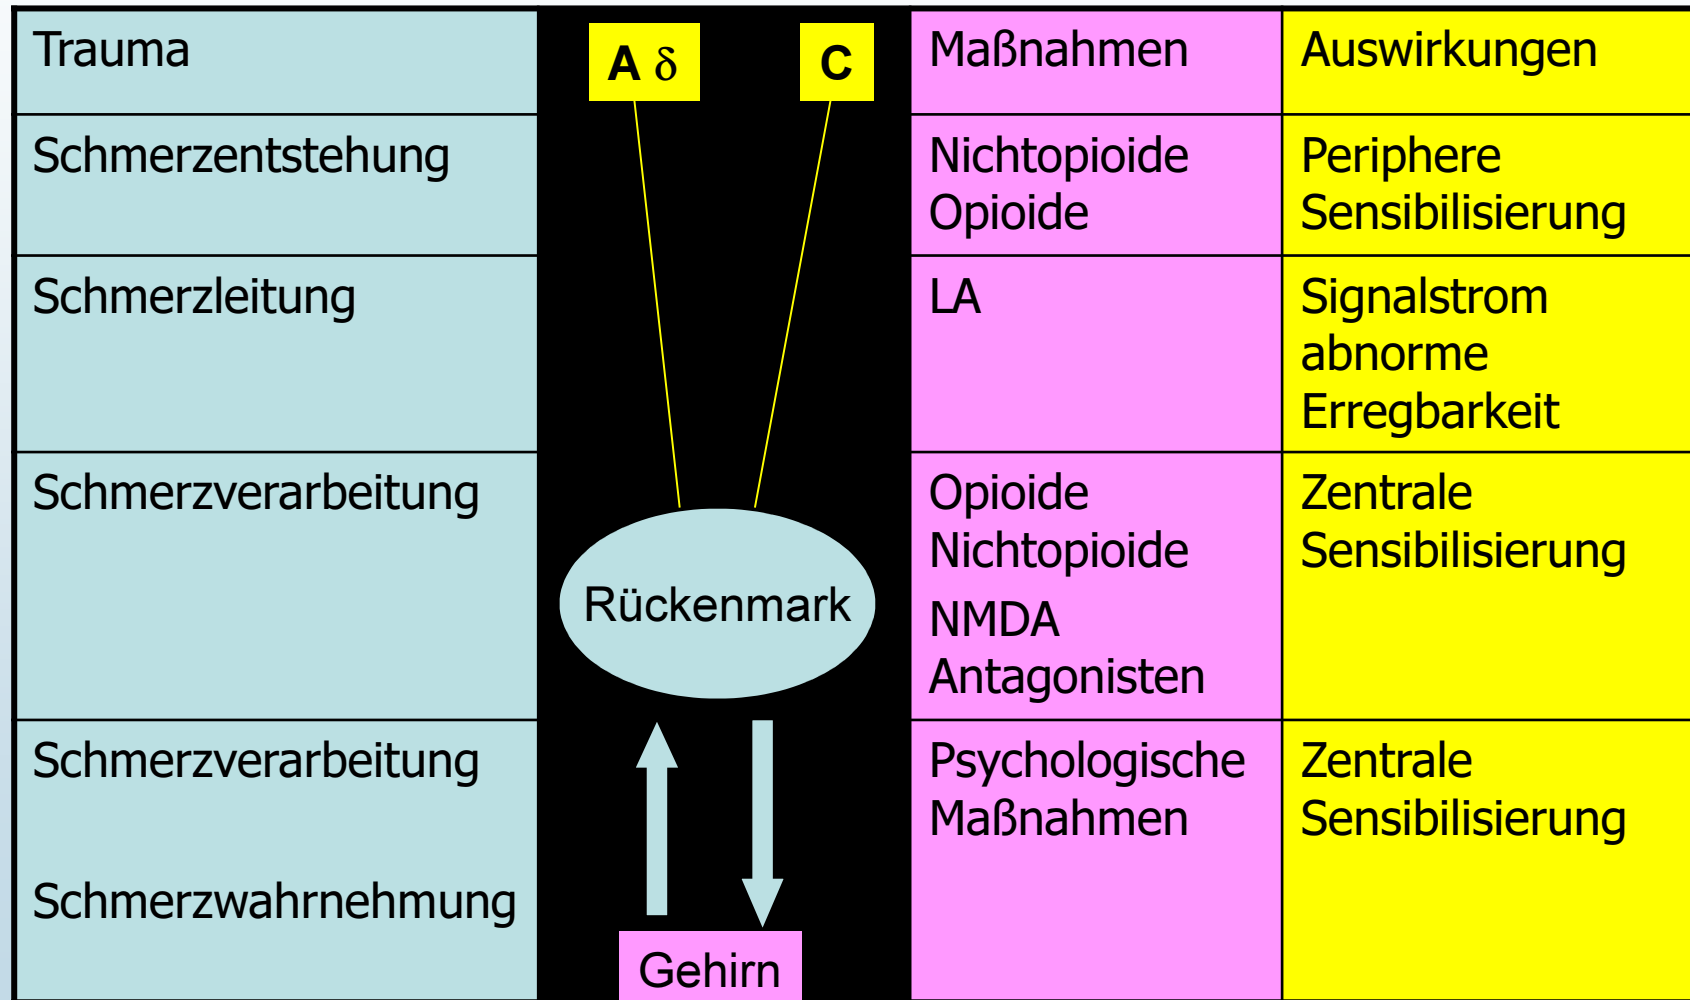 Trauma
A δ
C
Maßnahmen
Auswirkungen
Schmerzentstehung
Nichtopioide
Opioide
Periphere
Sensibilisierung
Schmerzleitung
LA
Signalstrom
abnorme
Erregbarkeit
Schmerzverarbeitung
Rückenmark
Opioide
Nichtopioide
NMDA
Antagonisten
Zentrale
Sensibilisierung
Schmerzverarbeitung
Schmerzwahrnehmung
Gehirn
Psychologische
Maßnahmen
Zentrale
Sensibilisierung